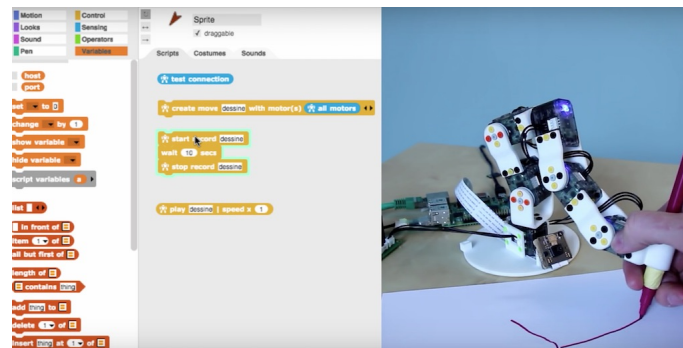 Motion
Control
Looks
Sensing
Sound
Operators
Pen
Variables
host
port
set to 0
change by 1
show variable
hide variable
script variables a
list
in front of
item 1 of
all but first of
length of
contains thing
add thing to
delete 1 of
insert thing at 1 of
Sprite
draggable
Scripts Costumes Sounds
test connection
create move dessine with motor(s) all motors
start record dessine
wait 10 secs
stop record dessine
play dessine | speed x 1